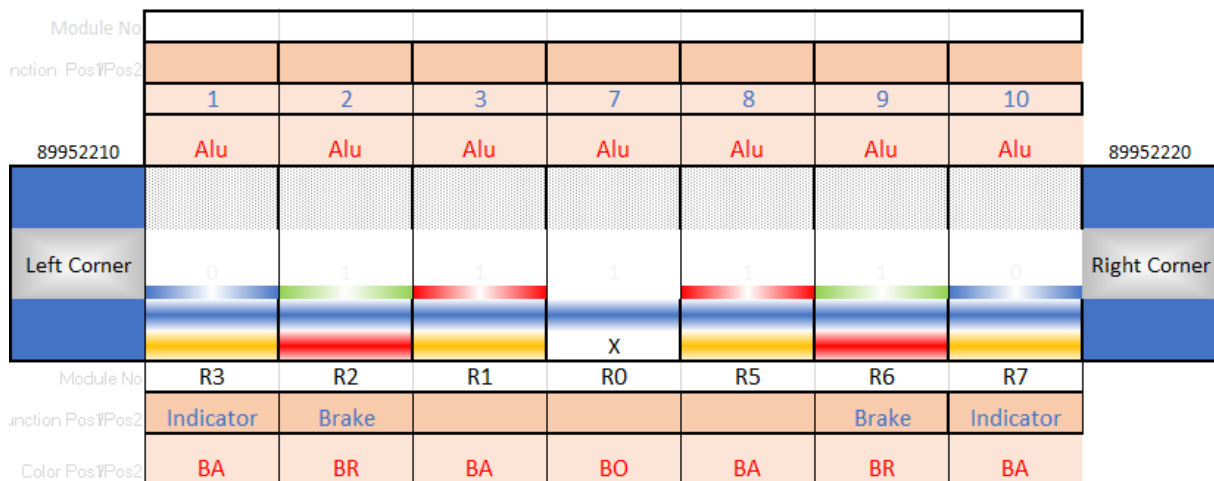 Module No
nction Pos1/Pos2
1 2 3 7 8 9 10
Alu Alu Alu Alu Alu Alu Alu
89952210 89952220
Left Corner 0 1 1 1 1 1 0 Right Corner
X
Module No R3 R2 R1 R0 R5 R6 R7
unction Pos1/Pos2 Indicator Brake Brake Indicator
Color Pos1/Pos2 BA BR BA BO BA BR BA